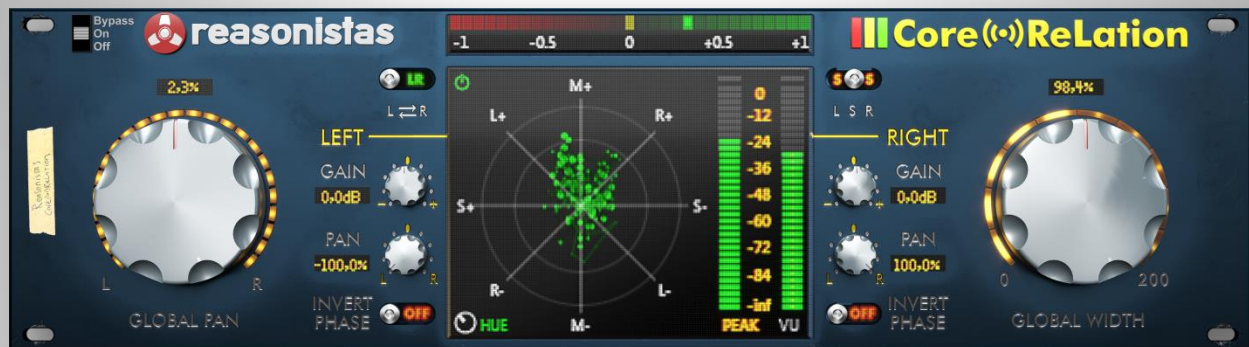 Bypass
On
Off
reasonistas
-1 -0.5 0 +0.5 +1
Core((•))ReLation
2,3%
LR
L ⇄ R
LEFT
GAIN
0,0dB
- +
PAN
-100,0%
L R
INVERT
PHASE
OFF
L R
GLOBAL PAN
M+
L+ R+
S+ S-
R- L-
M-
HUE
0
-12
-24
-36
-48
-60
-72
-84
-inf
PEAK VU
S S
L S R
RIGHT
GAIN
0,0dB
- +
PAN
100,0%
L R
INVERT
PHASE
OFF
98,4%
0 200
GLOBAL WIDTH